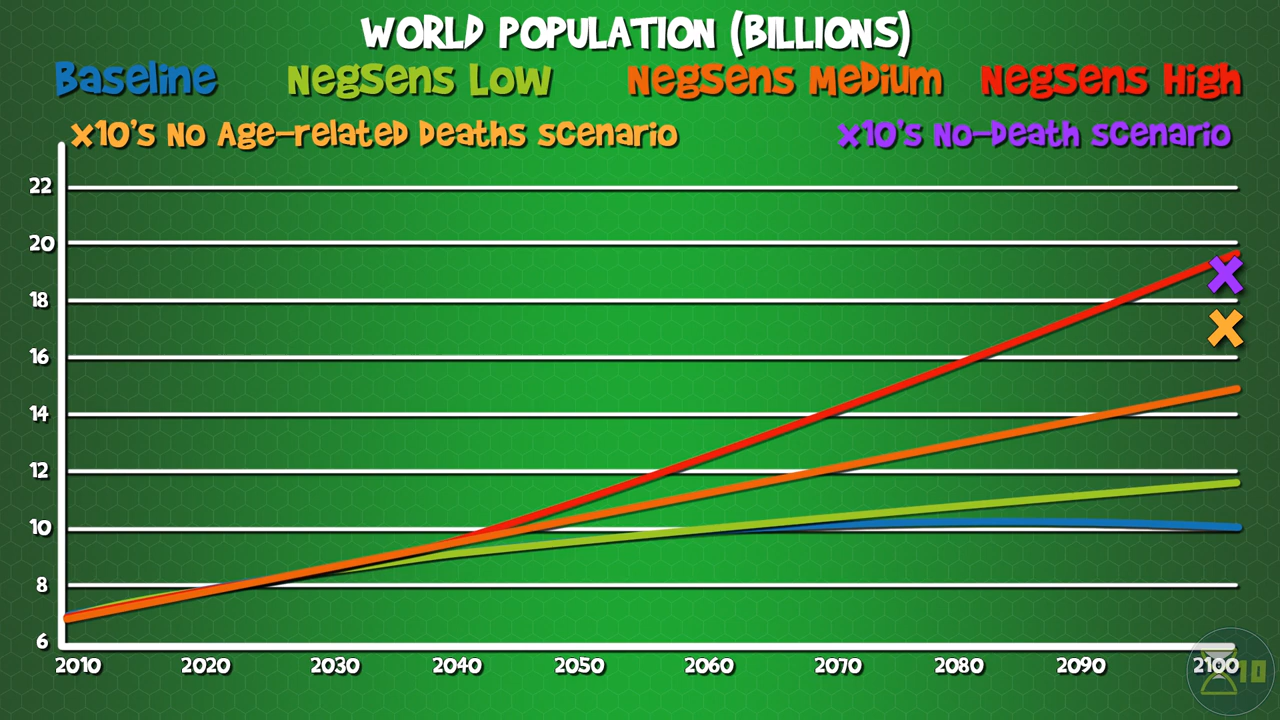 WORLD POPULATION (BILLIONS)
Baseline NegSens Low NegSens Medium NegSens High
x10's No Age-related Deaths scenario x10's No-Death scenario
22
20
18
16
14
12
10
8
6
2010 2020 2030 2040 2050 2060 2070 2080 2090 2100
10